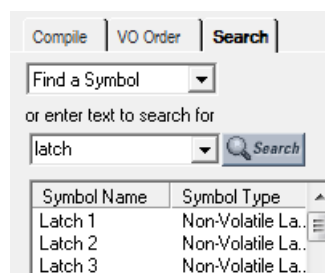 Compile VO Order Search
Find a Symbol
or enter text to search for
latch Search
Symbol Name Symbol Type
Latch 1 Non-Volatile La..
Latch 2 Non-Volatile La..
Latch 3 Non-Volatile La..